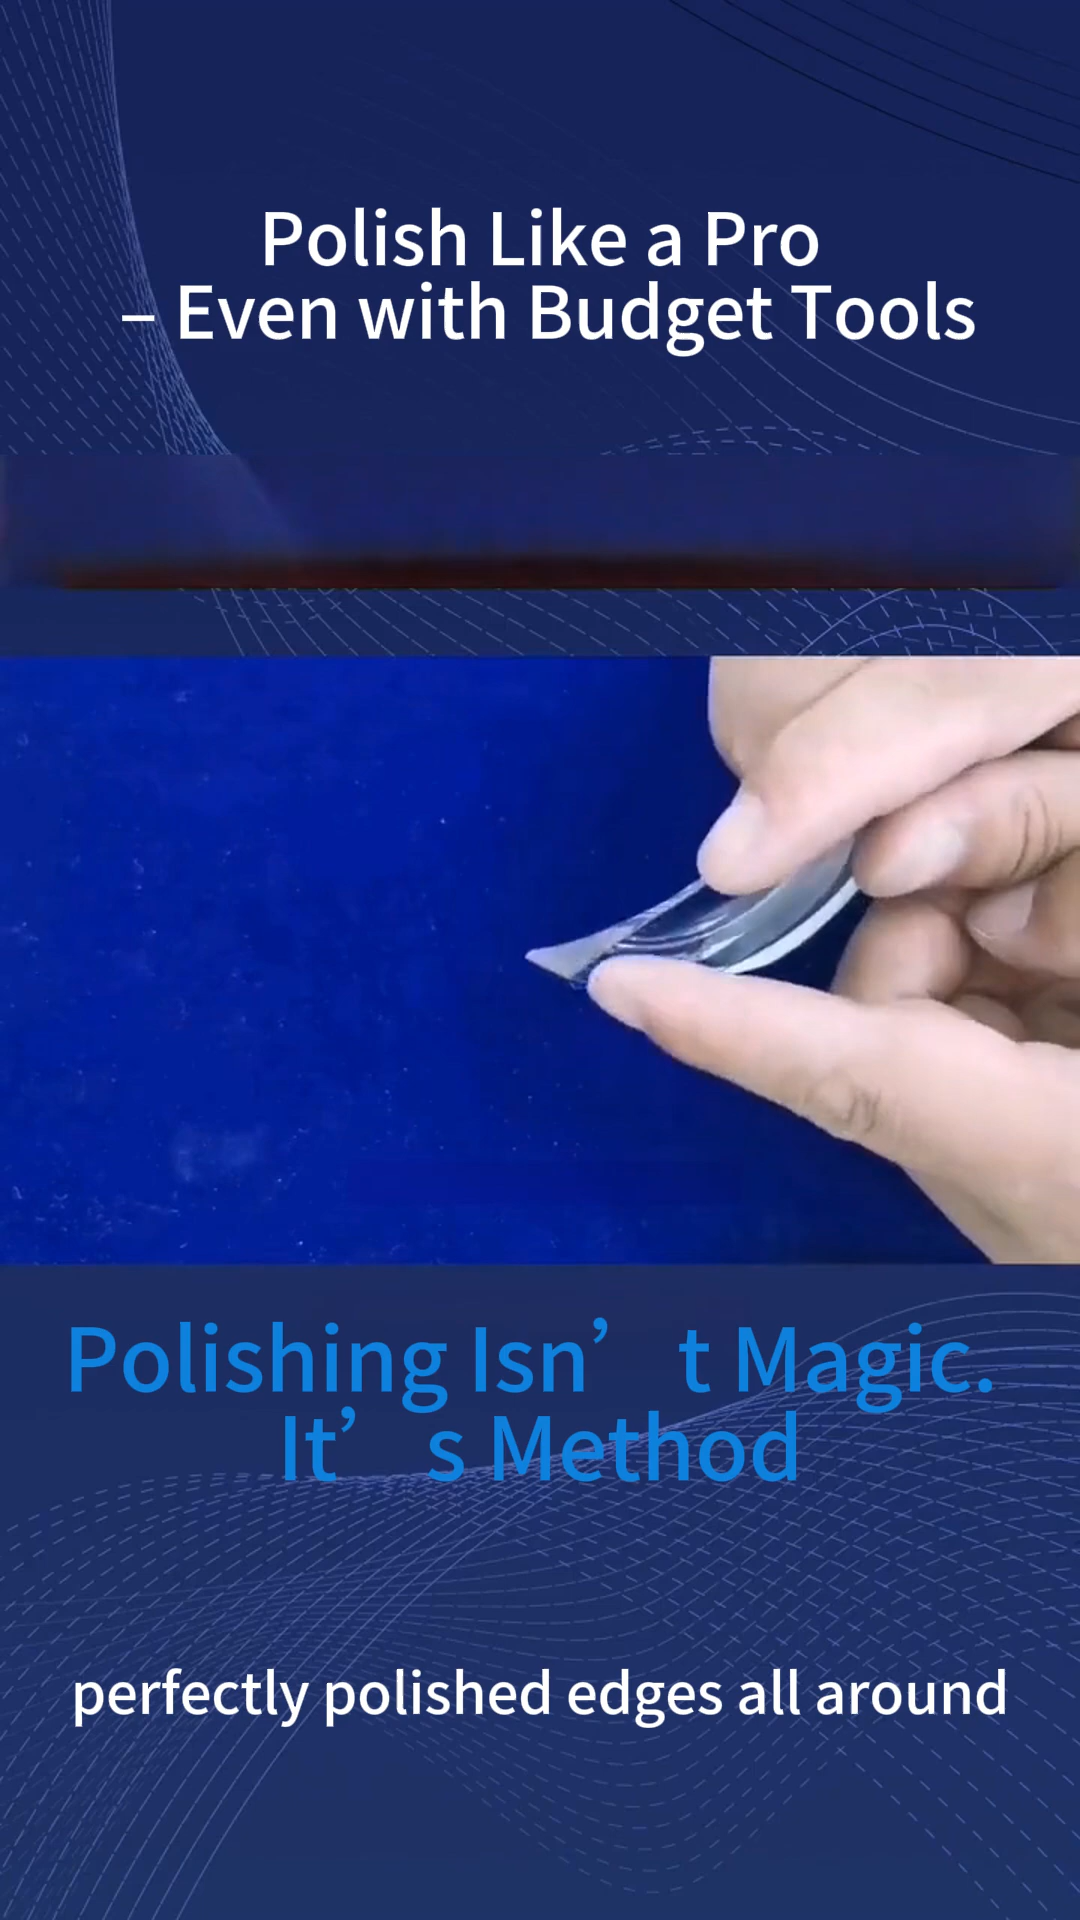 Polish Like a Pro
– Even with Budget Tools
Polishing Isn’t Magic.
It’s Method
perfectly polished edges all around